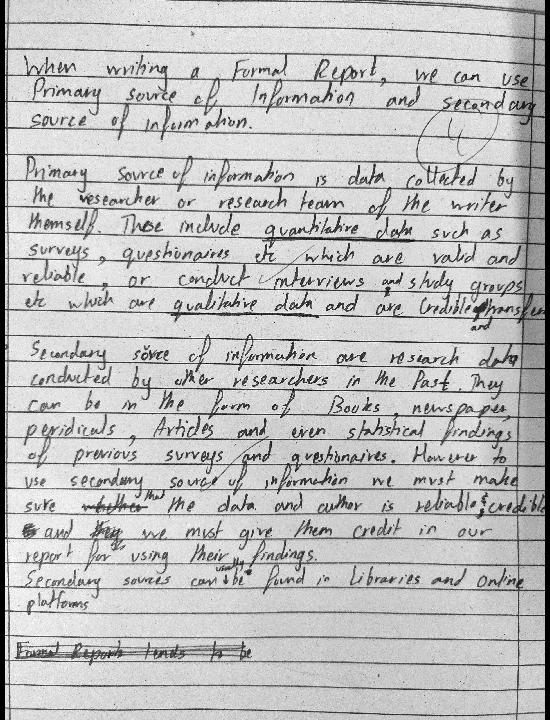 When writing a Formal Report, we can use
Primary source of Information and secondary
source of information.
4
Primary source of information is data collected by
the researcher or research team of the writer
themself. These include quantitative data such as
surveys, questionaires etc which are valid and
reliable, or conduct interviews and study groups
etc which are qualitative data and are Credible
and
Secondary source of information are research data
conducted by other researchers in the Past. They
can be in the form of Books, newspaper,
peridicals, Articles and even statistical findings
of previous surveys and questionaires. However to
use secondary source of information we must make
sure whether that the data and author is reliable & credible
and we must give them credit in our
report for using their findings.
Secondary sources can usually be found in Libraries and Online
platforms
Formal Reports tends to be